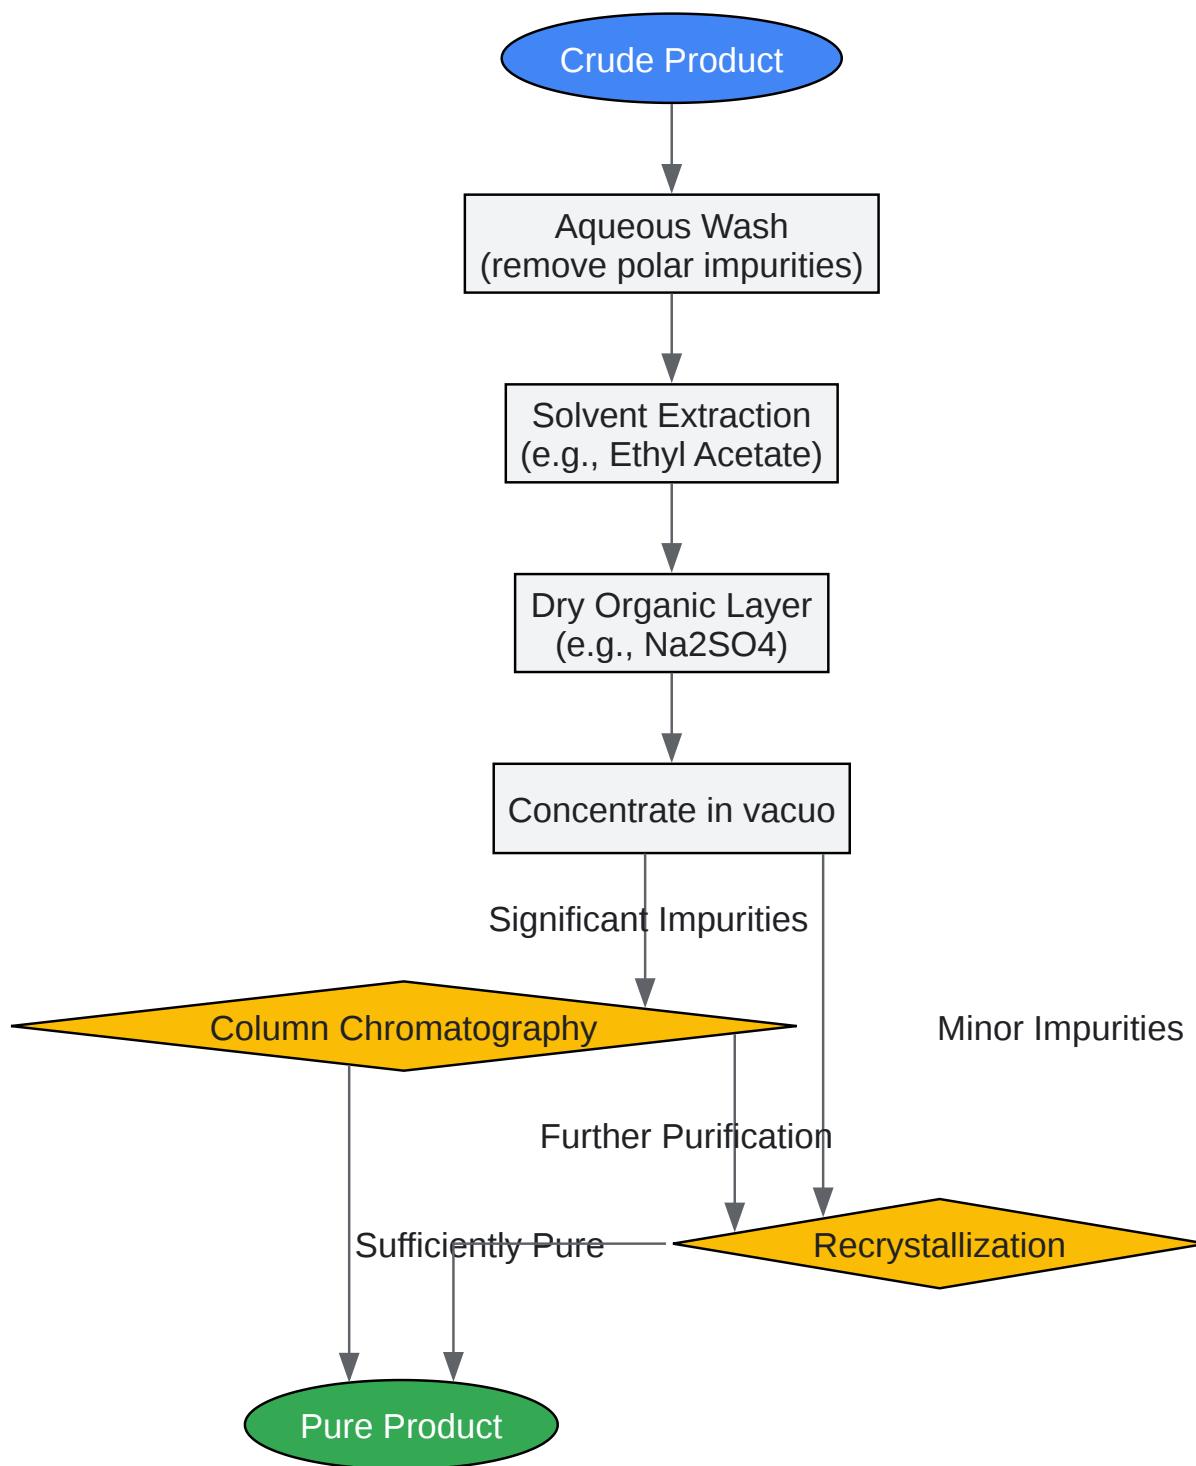 Crude Product
Aqueous Wash
(remove polar impurities)
Solvent Extraction
(e.g., Ethyl Acetate)
Dry Organic Layer
(e.g., Na2SO4)
Concentrate in vacuo
Significant Impurities
Column Chromatography
Minor Impurities
Further Purification
Sufficiently Pure
Recrystallization
Pure Product